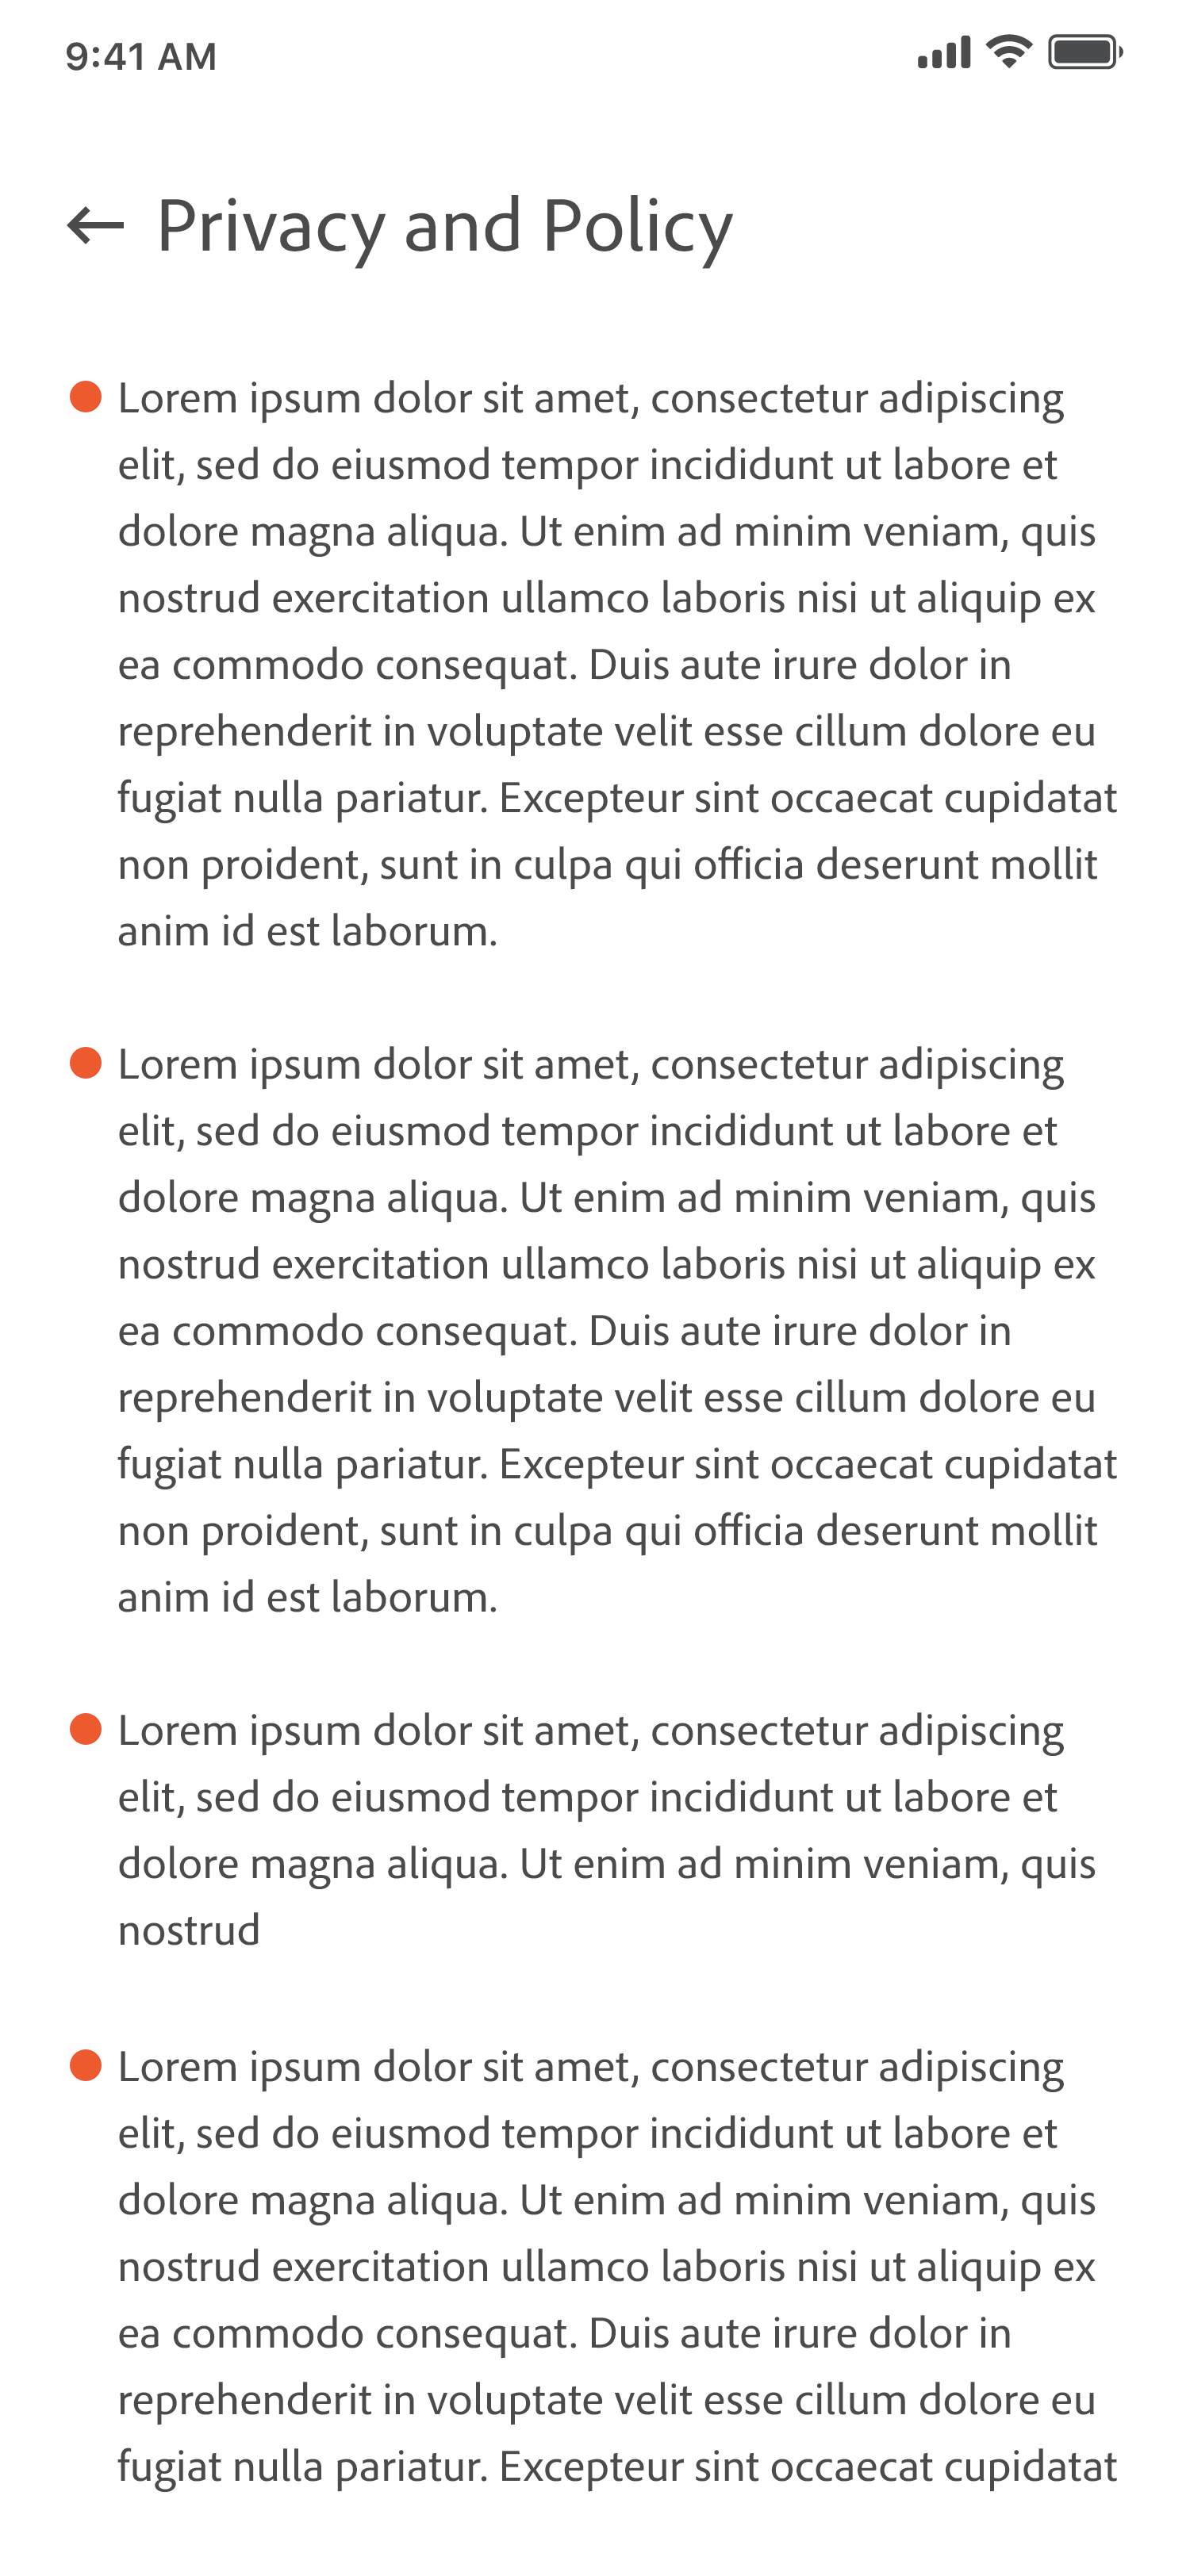 9:41 AM
Privacy and Policy
Lorem ipsum dolor sit amet, consectetur adipiscing
elit, sed do eiusmod tempor incididunt ut labore et
dolore magna aliqua. Ut enim ad minim veniam, quis
nostrud exercitation ullamco laboris nisi ut aliquip ex
ea commodo consequat. Duis aute irure dolor in
reprehenderit in voluptate velit esse cillum dolore eu
fugiat nulla pariatur. Excepteur sint occaecat cupidatat
non proident, sunt in culpa qui officia deserunt mollit
anim id est laborum.
Lorem ipsum dolor sit amet, consectetur adipiscing
elit, sed do eiusmod tempor incididunt ut labore et
dolore magna aliqua. Ut enim ad minim veniam, quis
nostrud exercitation ullamco laboris nisi ut aliquip ex
ea commodo consequat. Duis aute irure dolor in
reprehenderit in voluptate velit esse cillum dolore eu
fugiat nulla pariatur. Excepteur sint occaecat cupidatat
non proident, sunt in culpa qui officia deserunt mollit
anim id est laborum.
Lorem ipsum dolor sit amet, consectetur adipiscing
elit, sed do eiusmod tempor incididunt ut labore et
dolore magna aliqua. Ut enim ad minim veniam, quis
nostrud
Lorem ipsum dolor sit amet, consectetur adipiscing
elit, sed do eiusmod tempor incididunt ut labore et
dolore magna aliqua. Ut enim ad minim veniam, quis
nostrud exercitation ullamco laboris nisi ut aliquip ex
ea commodo consequat. Duis aute irure dolor in
reprehenderit in voluptate velit esse cillum dolore eu
fugiat nulla pariatur. Excepteur sint occaecat cupidatat